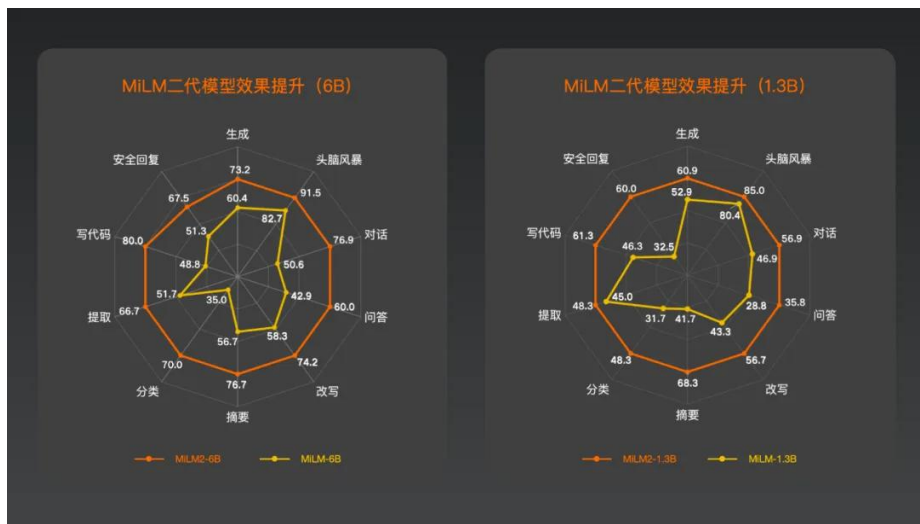 MiLM二代模型效果提升（6B）
生成
安全回复
头脑风暴
73.2
67.5
91.5
60.4
82.7
写代码
80.0
51.3
76.9
对话
48.8
50.6
51.7
35.0
42.9
提取
66.7
60.0
问答
56.7
58.3
70.0
76.7
74.2
分类
改写
摘要
MiLM2-6B
MiLM-6B
MiLM二代模型效果提升（1.3B）
生成
安全回复
头脑风暴
60.9
60.0
85.0
52.9
80.4
写代码
61.3
56.9
对话
46.3
32.5
46.9
48.3
45.0
28.8
35.8
提取
问答
31.7
41.7
43.3
48.3
68.3
56.7
分类
改写
摘要
MiLM2-1.3B
MiLM-1.3B